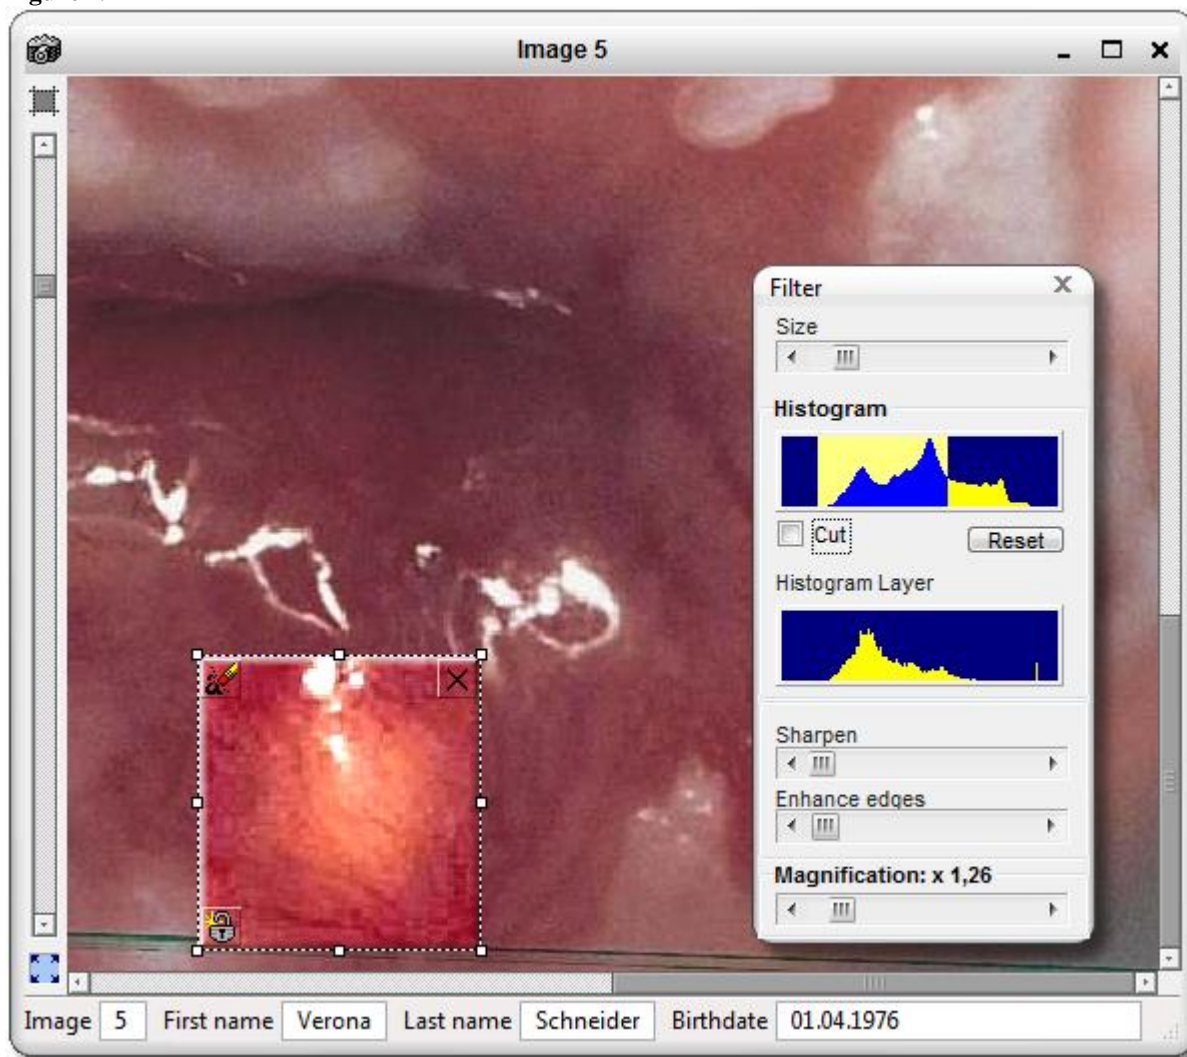 Image 5
Filter
Size
Histogram
Cut
Reset
Histogram Layer
Sharpen
Enhance edges
Magnification: x 1,26
Image 5 First name Verona Last name Schneider Birthdate 01.04.1976